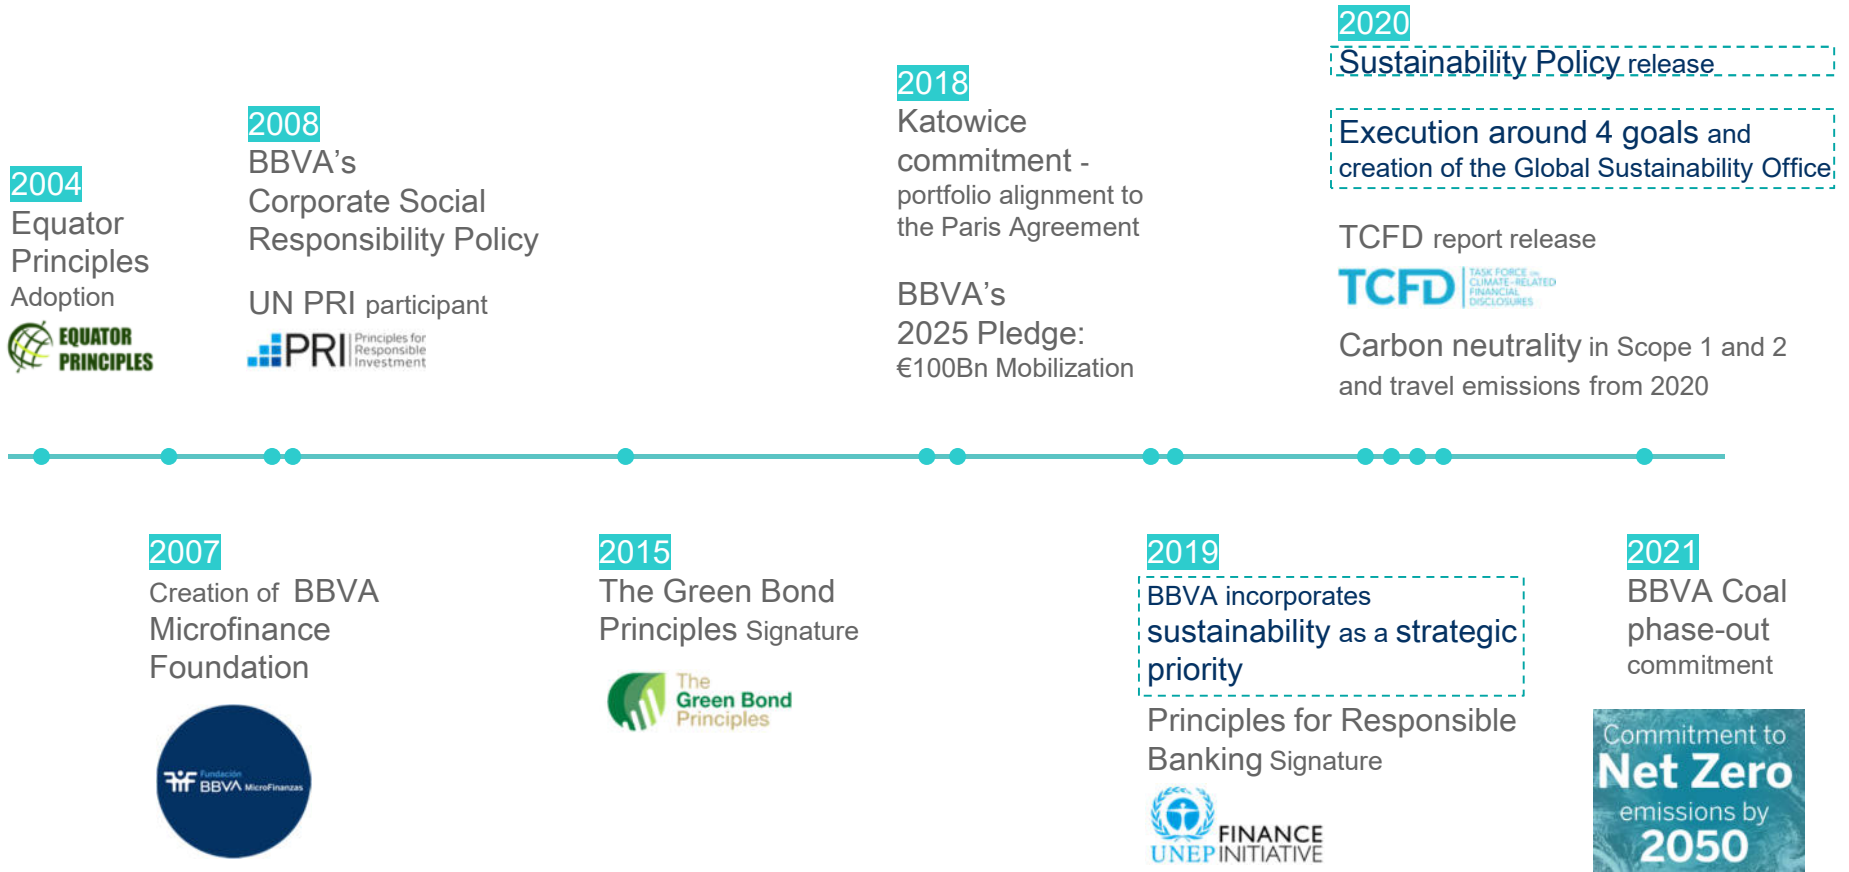 2004
Equator
Principles
Adoption
EQUATOR
PRINCIPLES
2007
Creation of BBVA
Microfinance
Foundation
Fundación
BBVA MicroFinanzas
2008
BBVA’s
Corporate Social
Responsibility Policy
UN PRI participant
PRI
Principles for
Responsible
Investment
2015
The Green Bond
Principles Signature
The
Green Bond
Principles
2018
Katowice
commitment -
portfolio alignment to
the Paris Agreement
BBVA’s
2025 Pledge:
€100Bn Mobilization
2019
BBVA incorporates
sustainability as a strategic
priority
Principles for Responsible
Banking Signature
UNEP
FINANCE
INITIATIVE
2020
Sustainability Policy release
Execution around 4 goals and
creation of the Global Sustainability Office
TCFD report release
TCFD
TASK FORCE ON
CLIMATE-RELATED
FINANCIAL
DISCLOSURES
Carbon neutrality in Scope 1 and 2
and travel emissions from 2020
2021
BBVA Coal
phase-out
commitment
Commitment to
Net Zero
emissions by
2050